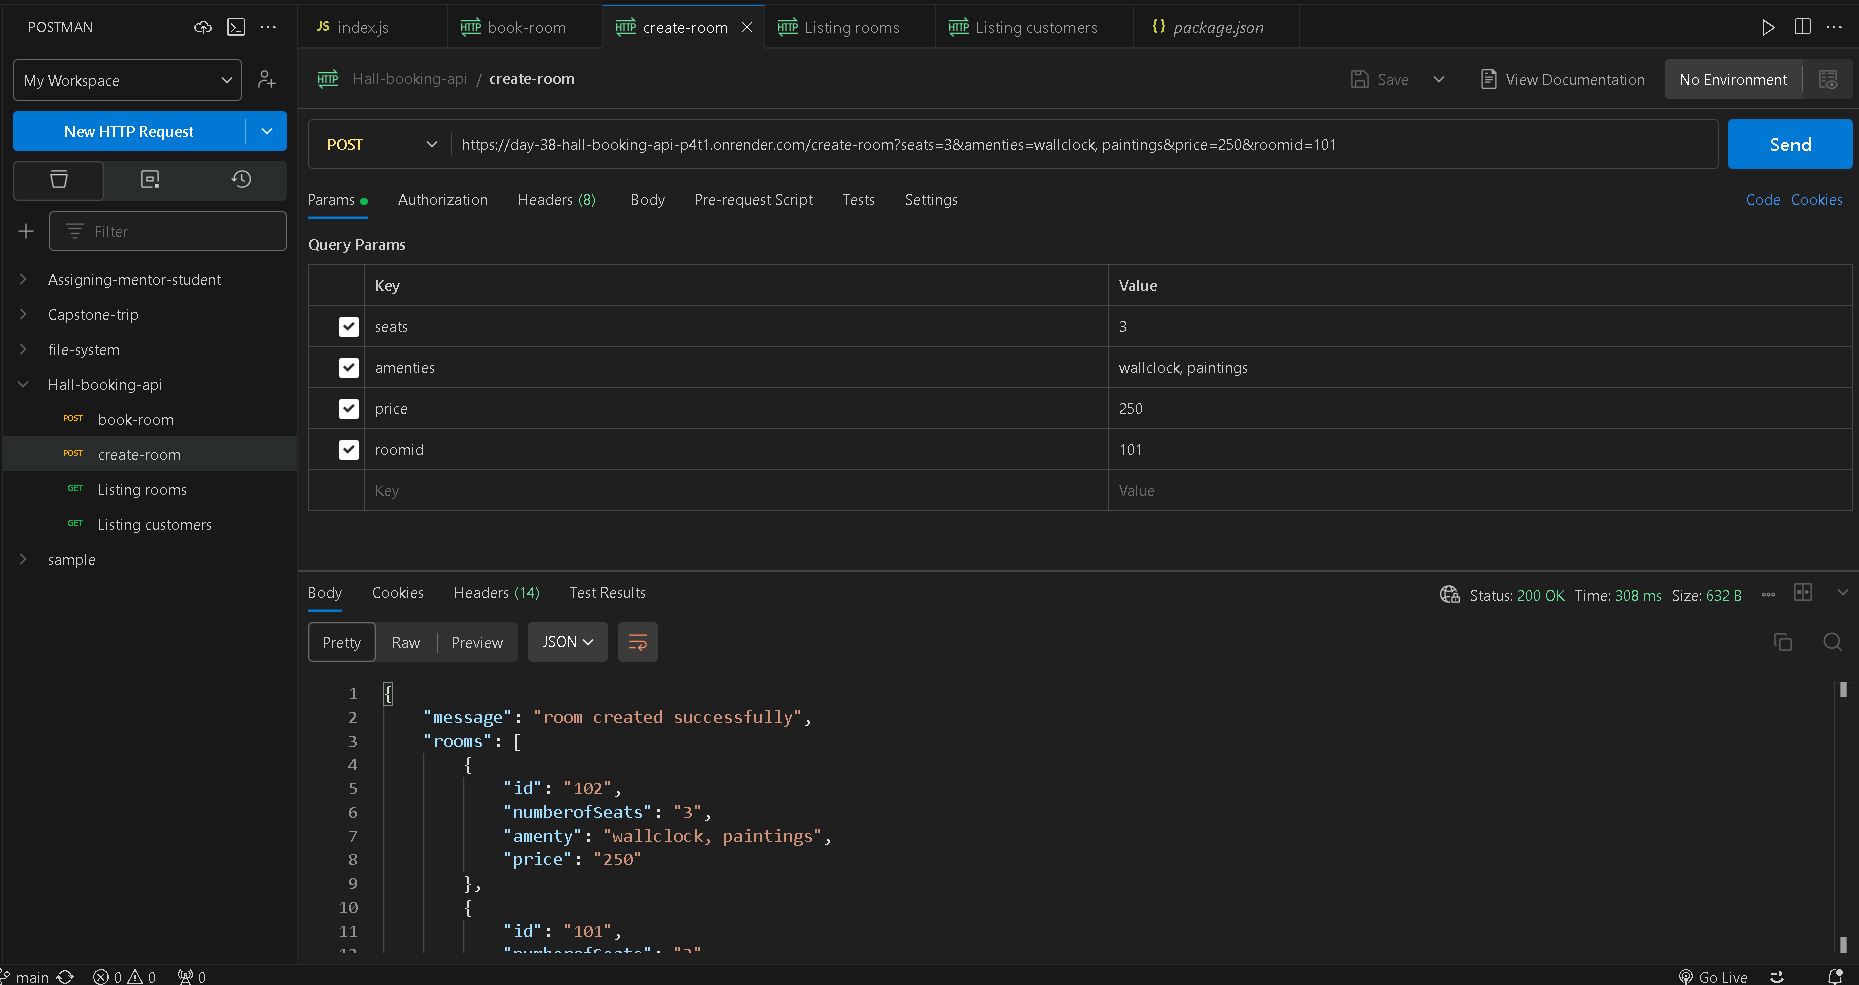 POSTMAN
My Workspace
New HTTP Request
Filter
Assigning-mentor-student
Capstone-trip
file-system
Hall-booking-api
POST book-room
POST create-room
GET Listing rooms
GET Listing customers
sample
JS index.js
HTTP book-room
HTTP create-room
HTTP Listing rooms
HTTP Listing customers
{} package.json
HTTP Hall-booking-api / create-room
Save
View Documentation
No Environment
POST
https://day-38-hall-booking-api-p4t1.onrender.com/create-room?seats=3&amenties=wallclock, paintings&price=250&roomid=101
Send
Params Authorization Headers (8) Body Pre-request Script Tests Settings
Code Cookies
Query Params
Key Value
seats 3
amenties wallclock, paintings
price 250
roomid 101
Key Value
Body Cookies Headers (14) Test Results
Status: 200 OK Time: 308 ms Size: 632 B
Pretty Raw Preview JSON
1 {
2 "message": "room created successfully",
3 "rooms": [
4 {
5 "id": "102",
6 "numberofSeats": "3",
7 "amenty": "wallclock, paintings",
8 "price": "250"
9 },
10 {
11 "id": "101",
12 "numberofSeats": "3"
main 0 0 0
Go Live